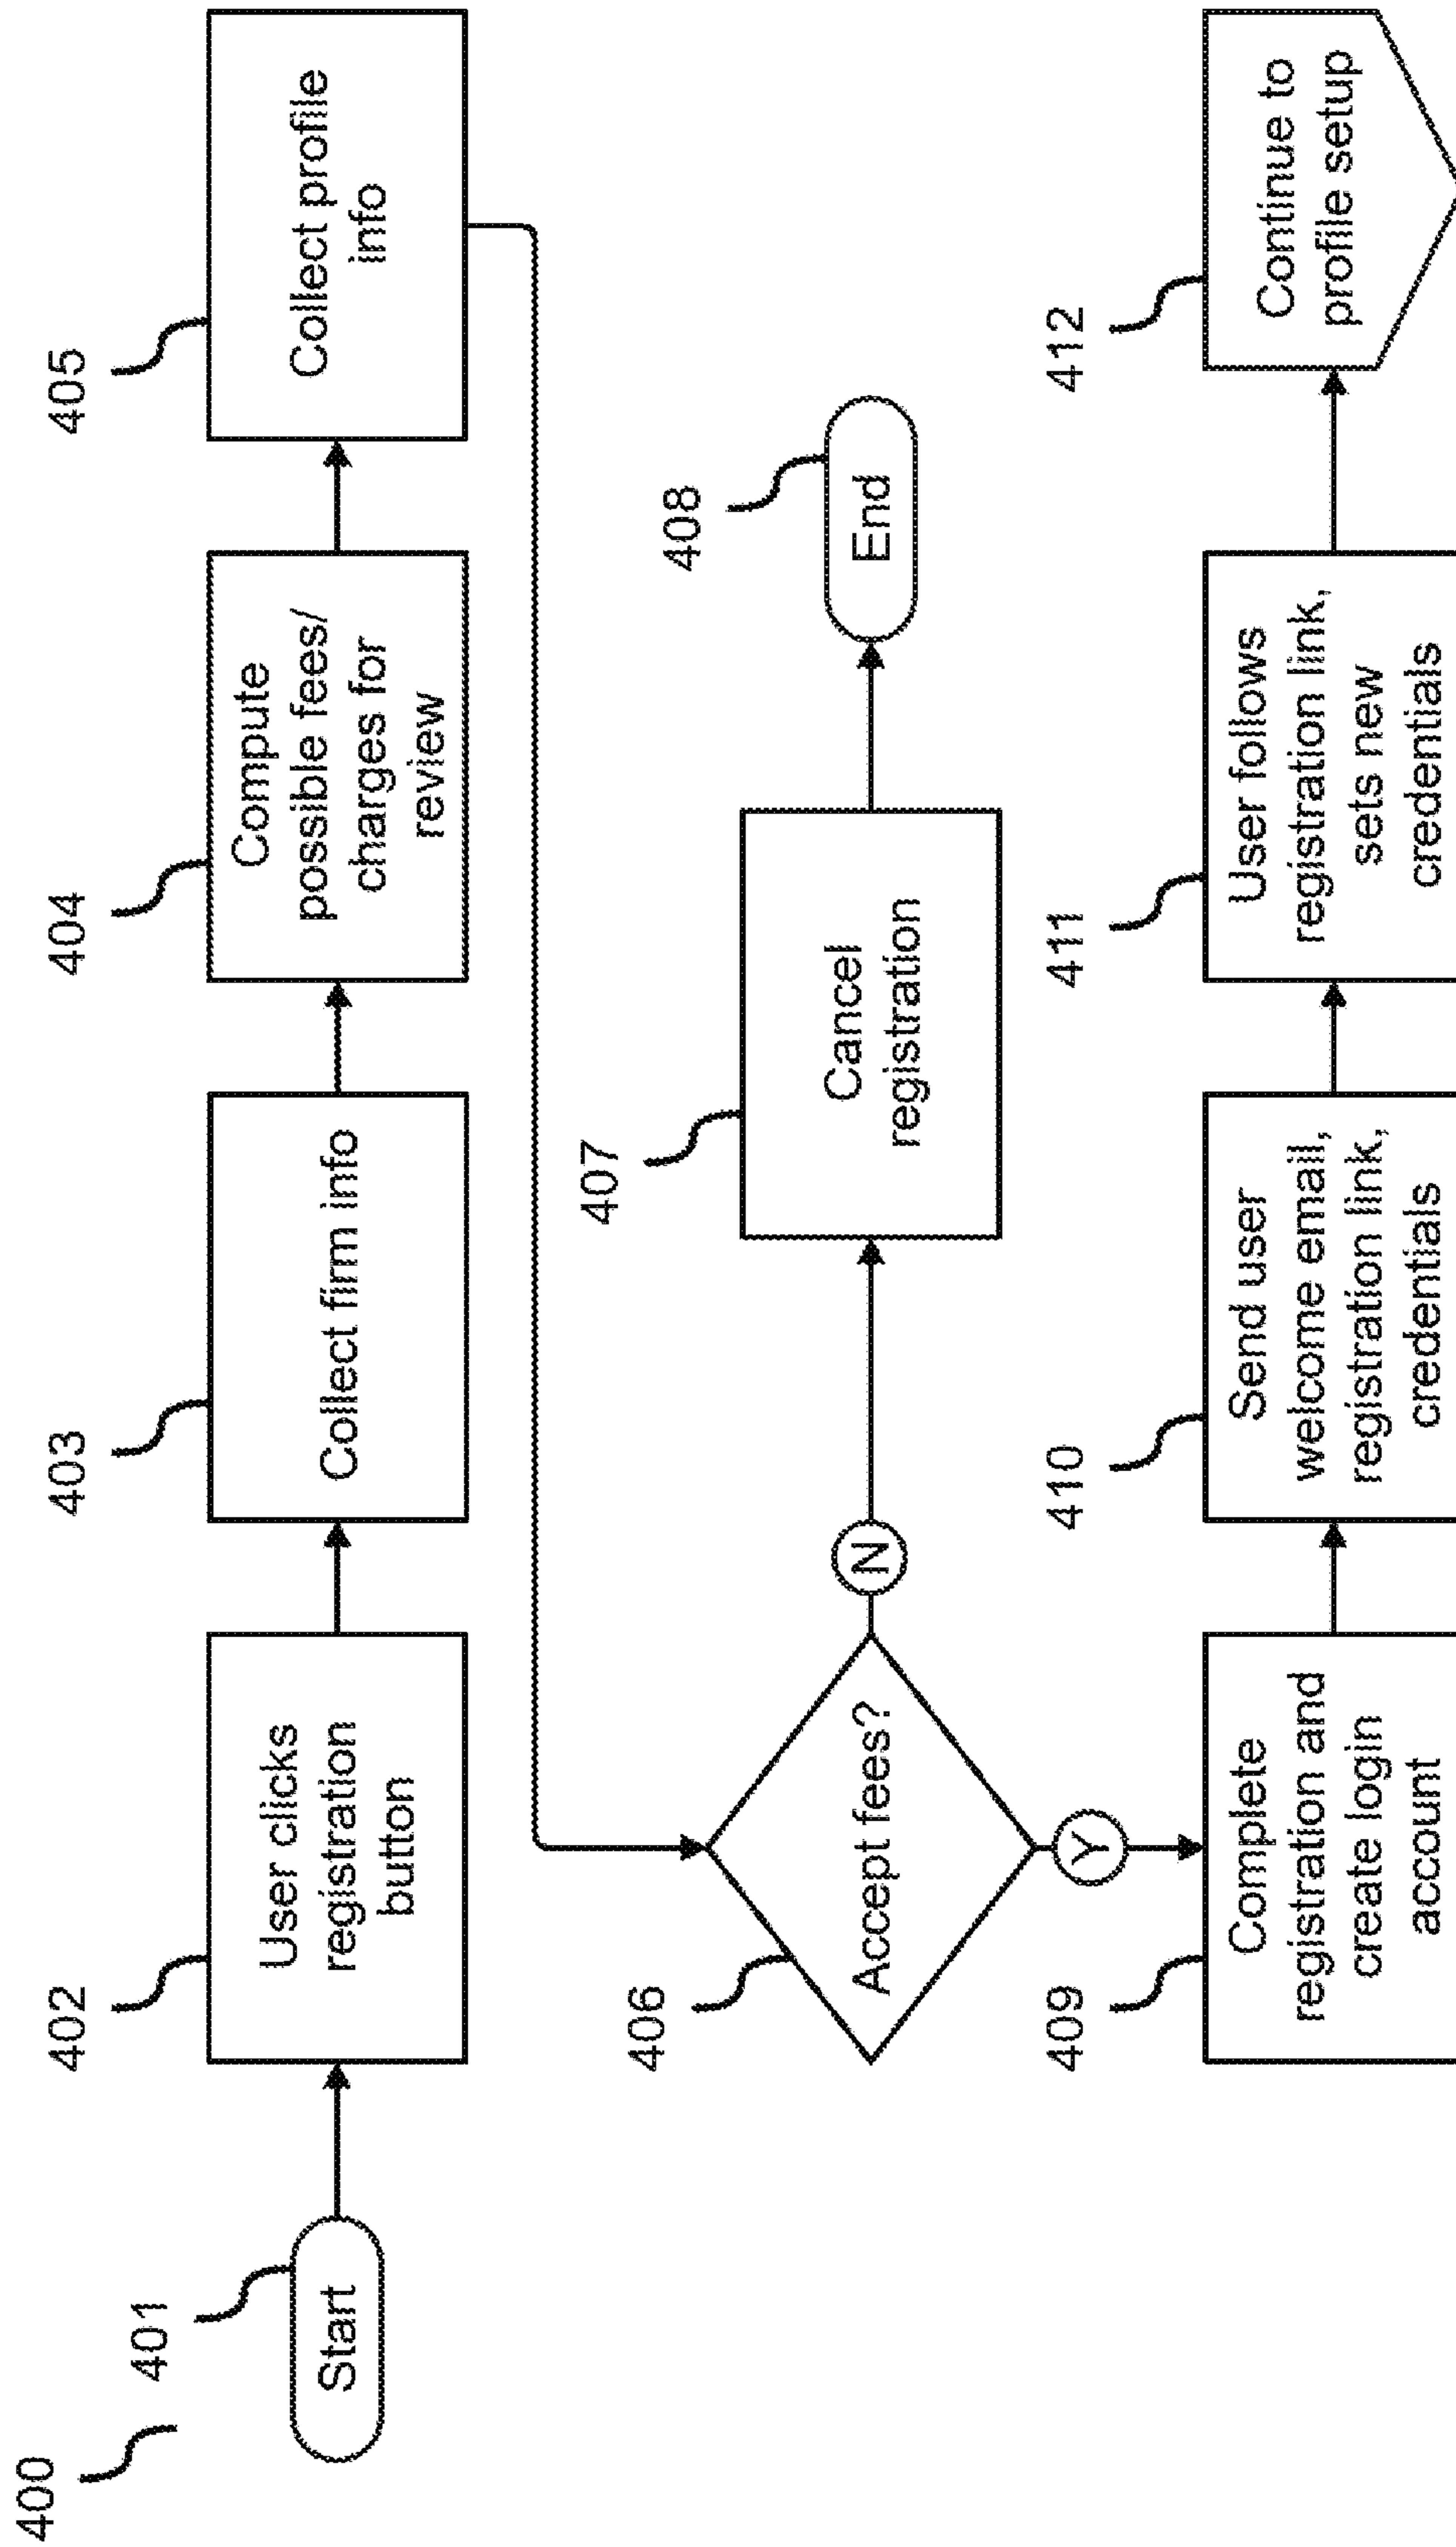 400
401
Start
402
User clicks
registration
button
403
Collect firm info
404
Compute
possible fees/
charges for
review
405
Collect profile
info
406
Accept fees?
N
407
Cancel
registration
408
End
Y
409
Complete
registration and
create login
account
410
Send user
welcome email,
registration link,
credentials
411
User follows
registration link,
sets new
credentials
412
Continue to
profile setup